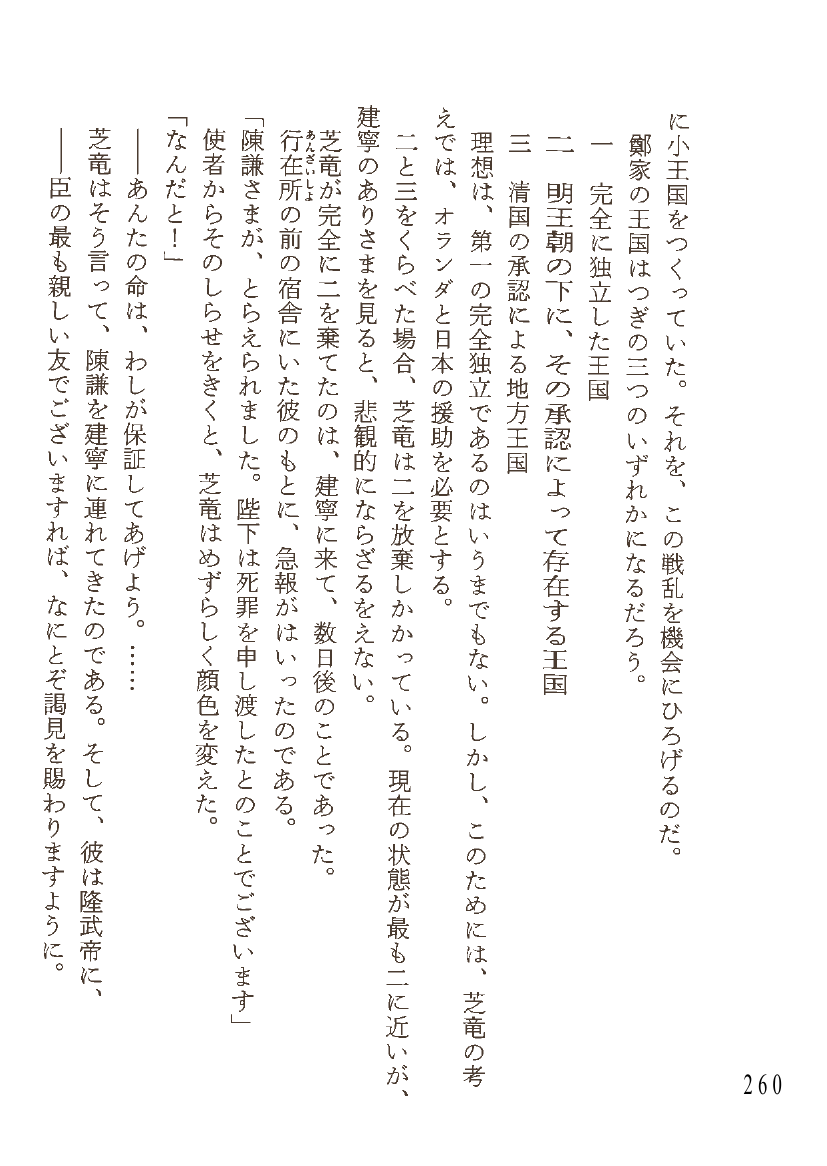 に小王国をつくっていた。それを、この戦乱を機会にひろげるのだ。
鄭家の王国はつぎの三つのいずれかになるだろう。
一　完全に独立した王国
二　明王朝の下に、その承認によって存在する王国
三　清国の承認による地方王国
理想は、第一の完全独立であるのはいうまでもない。しかし、このためには、芝竜の考
えでは、オランダと日本の援助を必要とする。
二と三をくらべた場合、芝竜は二を放棄しかかっている。現在の状態が最も二に近いが、
建寧のありさまを見ると、悲観的にならざるをえない。
芝竜が完全に二を棄てたのは、建寧に来て、数日後のことであった。
あんざいしょ
行在所の前の宿舎にいた彼のもとに、急報がはいったのである。
「陳謙さまが、とらえられました。陛下は死罪を申し渡したとのことでございます」
使者からそのしらせをきくと、芝竜はめずらしく顔色を変えた。
「なんだと！」
――あんたの命は、わしが保証してあげよう。……
芝竜はそう言って、陳謙を建寧に連れてきたのである。そして、彼は隆武帝に、
――臣の最も親しい友でございますれば、なにとぞ謁見を賜わりますように。
260